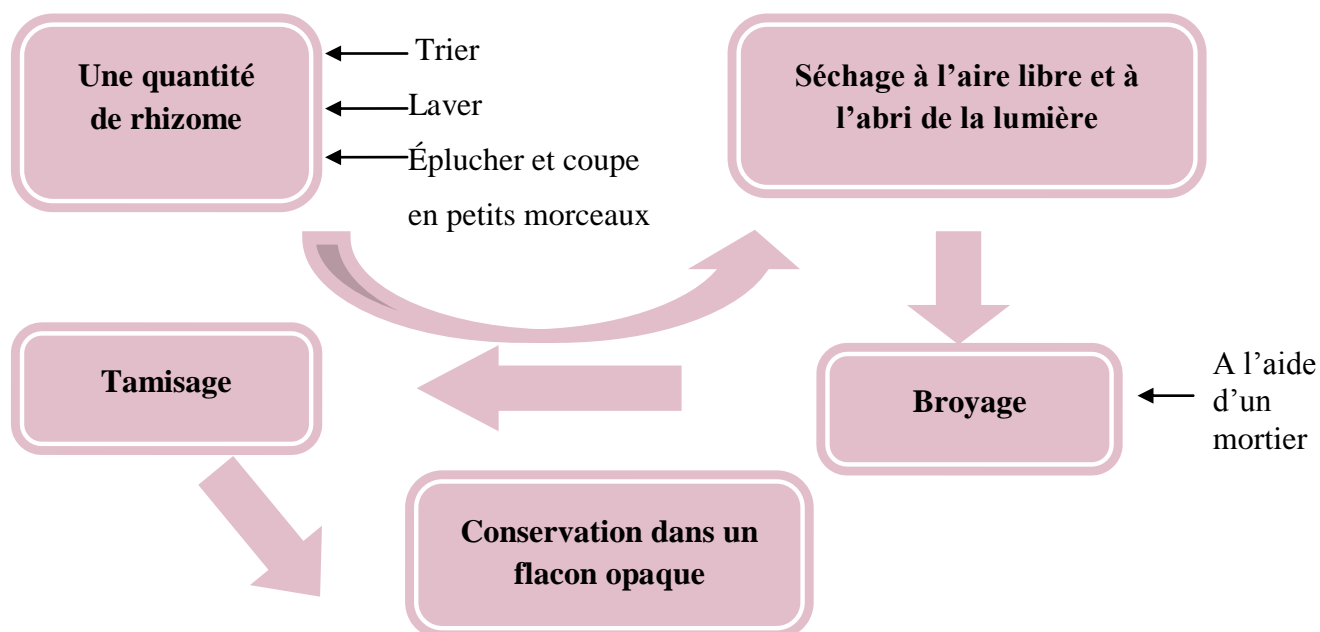 Une quantité
de rhizome
Trier
Laver
Éplucher et coupe
en petits morceaux
Séchage à l’aire libre et à
l’abri de la lumière
Broyage
A l’aide
d’un
mortier
Tamisage
Conservation dans un
flacon opaque